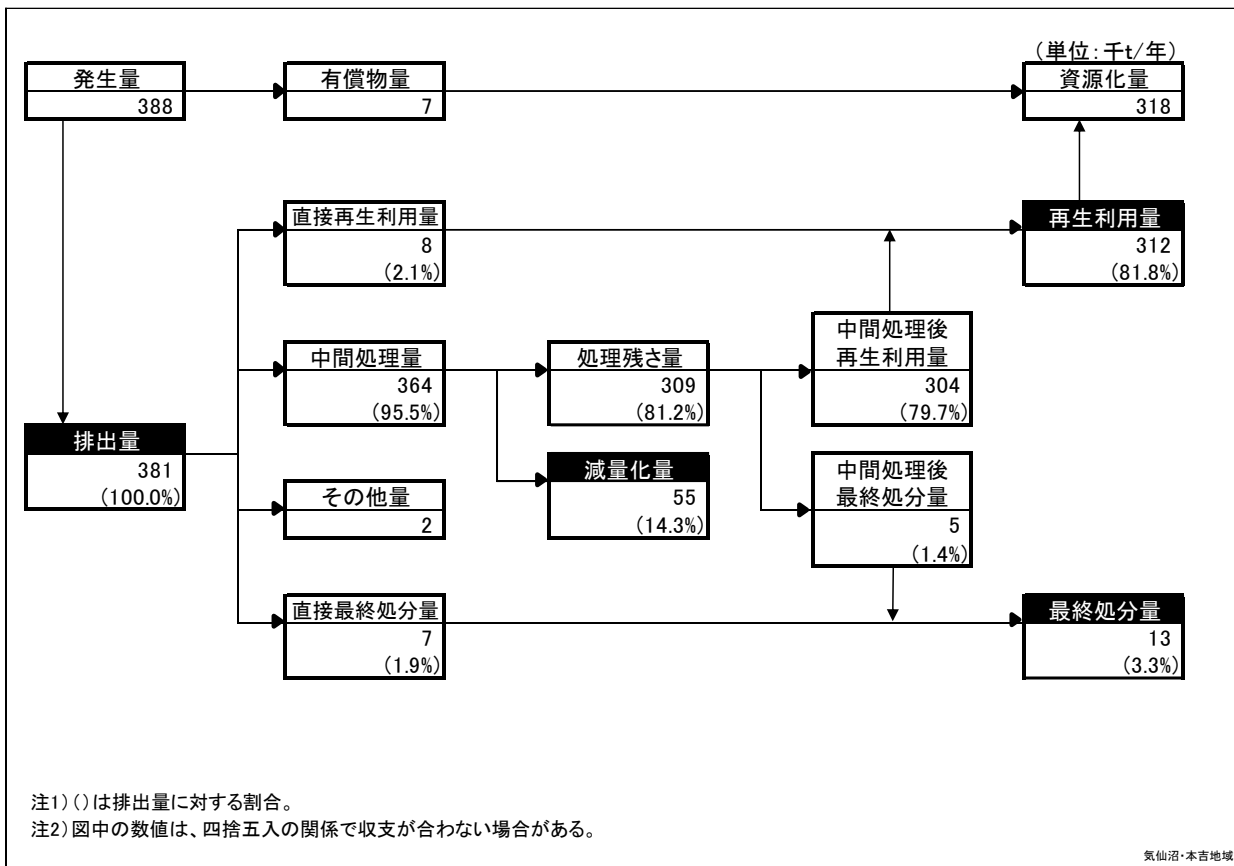 (単位：千t/年)
発生量
388
有償物量
7
資源化量
318
直接再生利用量
8
(2.1%)
再生利用量
312
(81.8%)
中間処理量
364
(95.5%)
処理残さ量
309
(81.2%)
中間処理後
再生利用量
304
(79.7%)
排出量
381
(100.0%)
減量化量
55
(14.3%)
中間処理後
最終処分量
5
(1.4%)
その他量
2
直接最終処分量
7
(1.9%)
最終処分量
13
(3.3%)
注1)()は排出量に対する割合。
注2)図中の数値は、四捨五入の関係で収支が合わない場合がある。
気仙沼・本吉地域